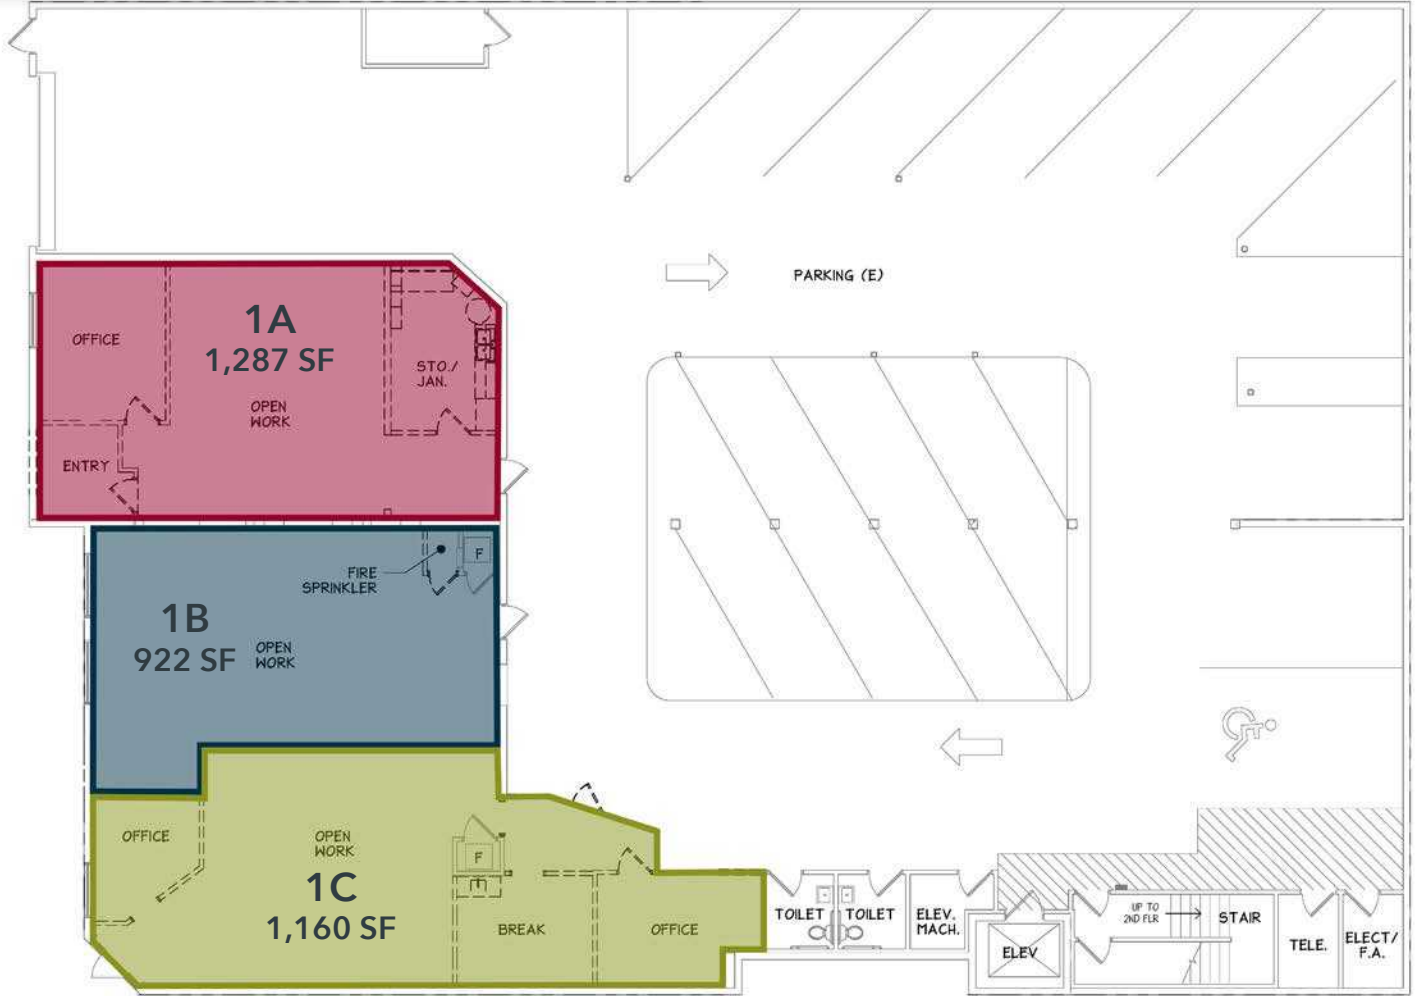 PARKING (E)
1A
1,287 SF
OFFICE
STO./
JAN.
OPEN
WORK
ENTRY
F
FIRE
SPRINKLER
1B
922 SF
OPEN
WORK
OFFICE
OPEN
WORK
F
1C
1,160 SF
BREAK
OFFICE
TOILET
TOILET
ELEV.
MACH.
ELEV
UP TO
2ND FLR
STAIR
TELE.
ELECT/
F.A.